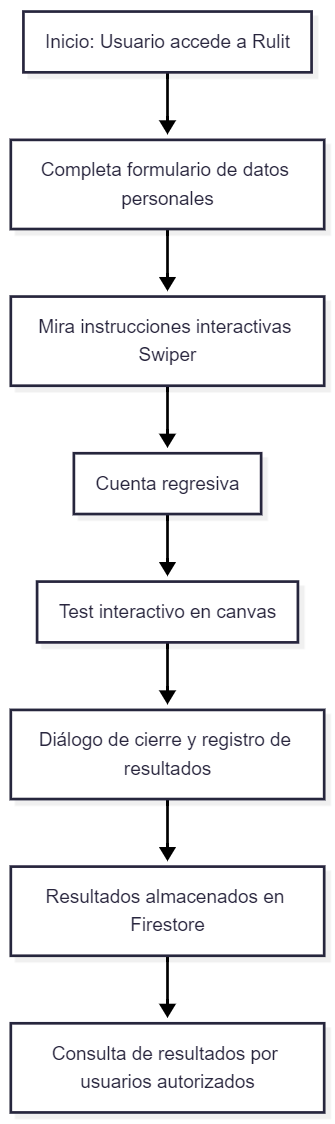 Inicio: Usuario accede a Rulit
Completa formulario de datos
personales
Mira instrucciones interactivas
Swiper
Cuenta regresiva
Test interactivo en canvas
Diálogo de cierre y registro de
resultados
Resultados almacenados en
Firestore
Consulta de resultados por
usuarios autorizados